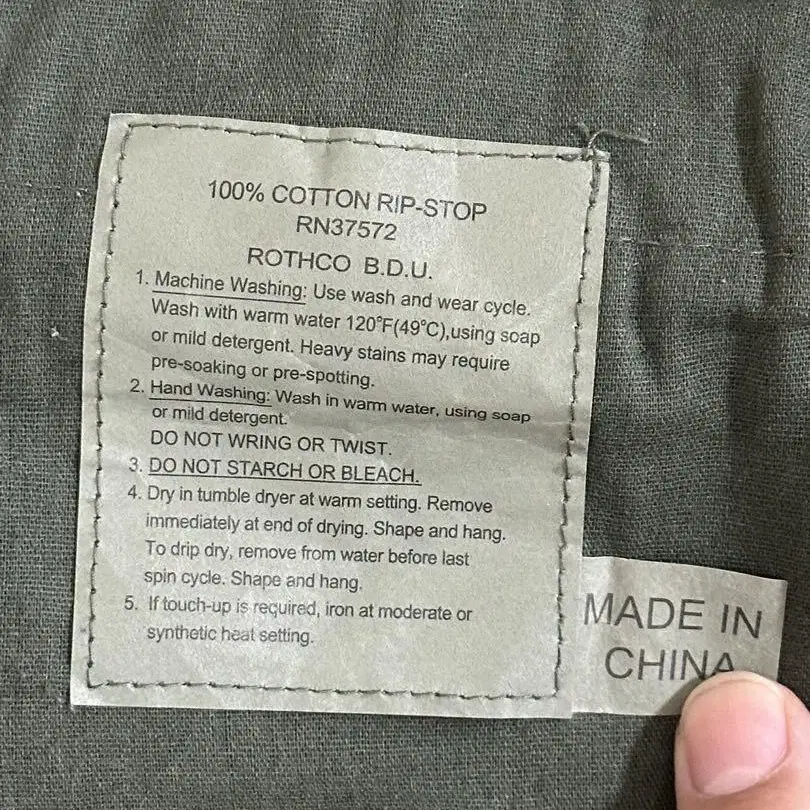 100% COTTON RIP-STOP
RN37572
ROTHCO B.D.U.
1. Machine Washing: Use wash and wear cycle.
Wash with warm water 120°F(49°C),using soap
or mild detergent. Heavy stains may require
pre-soaking or pre-spotting.
2. Hand Washing: Wash in warm water, using soap
or mild detergent.
DO NOT WRING OR TWIST.
3. DO NOT STARCH OR BLEACH.
4. Dry in tumble dryer at warm setting. Remove
immediately at end of drying. Shape and hang.
To drip dry, remove from water before last
spin cycle. Shape and hang.
5. If touch-up is required, iron at moderate or
synthetic heat setting.
MADE IN
CHINA